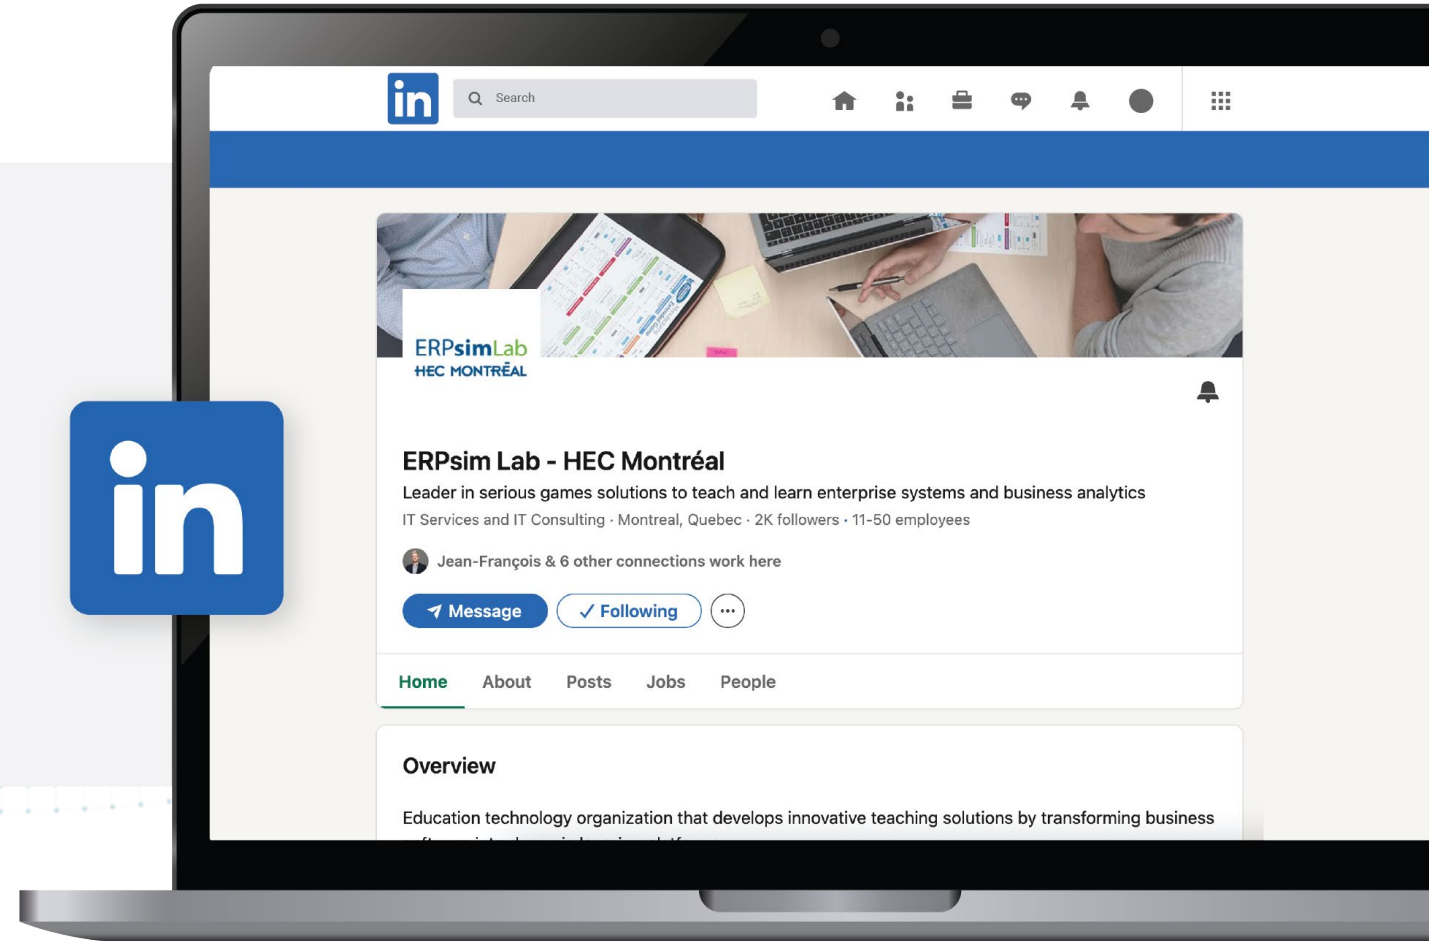 in
Search
ERPsimLab
HEC MONTRĒAL
in
ERPsim Lab - HEC Montréal
Leader in serious games solutions to teach and learn enterprise systems and business analytics
IT Services and IT Consulting · Montreal, Quebec · 2K followers • 11-50 employees
Jean-François & 6 other connections work here
Message
Following
Home
About
Posts
Jobs
People
Overview
Education technology organization that develops innovative teaching solutions by transforming business